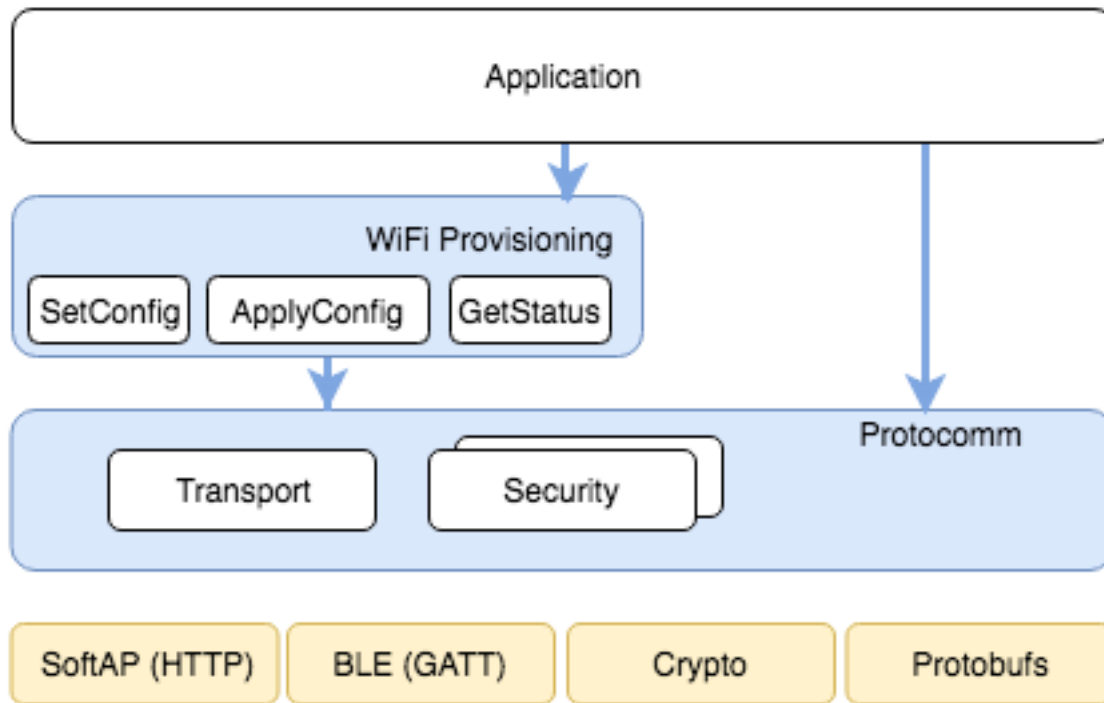 Application
WiFi Provisioning
SetConfig
ApplyConfig
GetStatus
Protocomm
Transport
Security
SoftAP (HTTP)
BLE (GATT)
Crypto
Protobufs